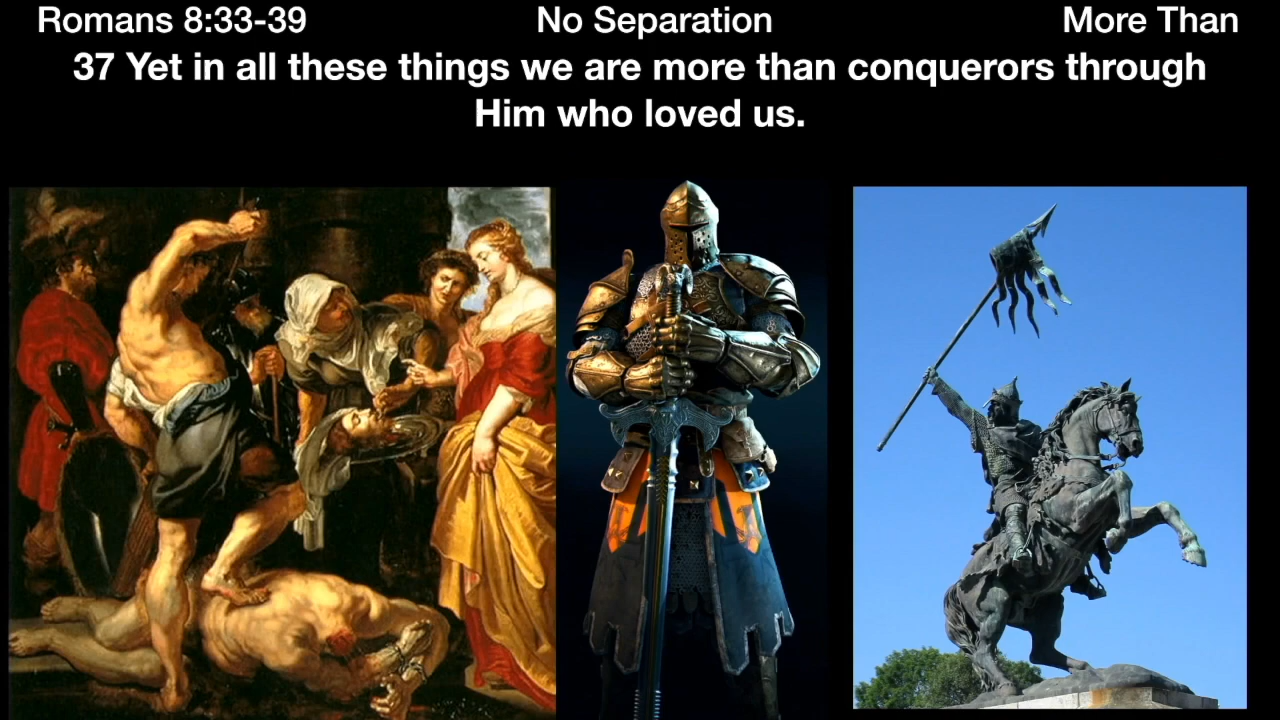 Romans 8:33-39 No Separation More Than
37 Yet in all these things we are more than conquerors through
Him who loved us.